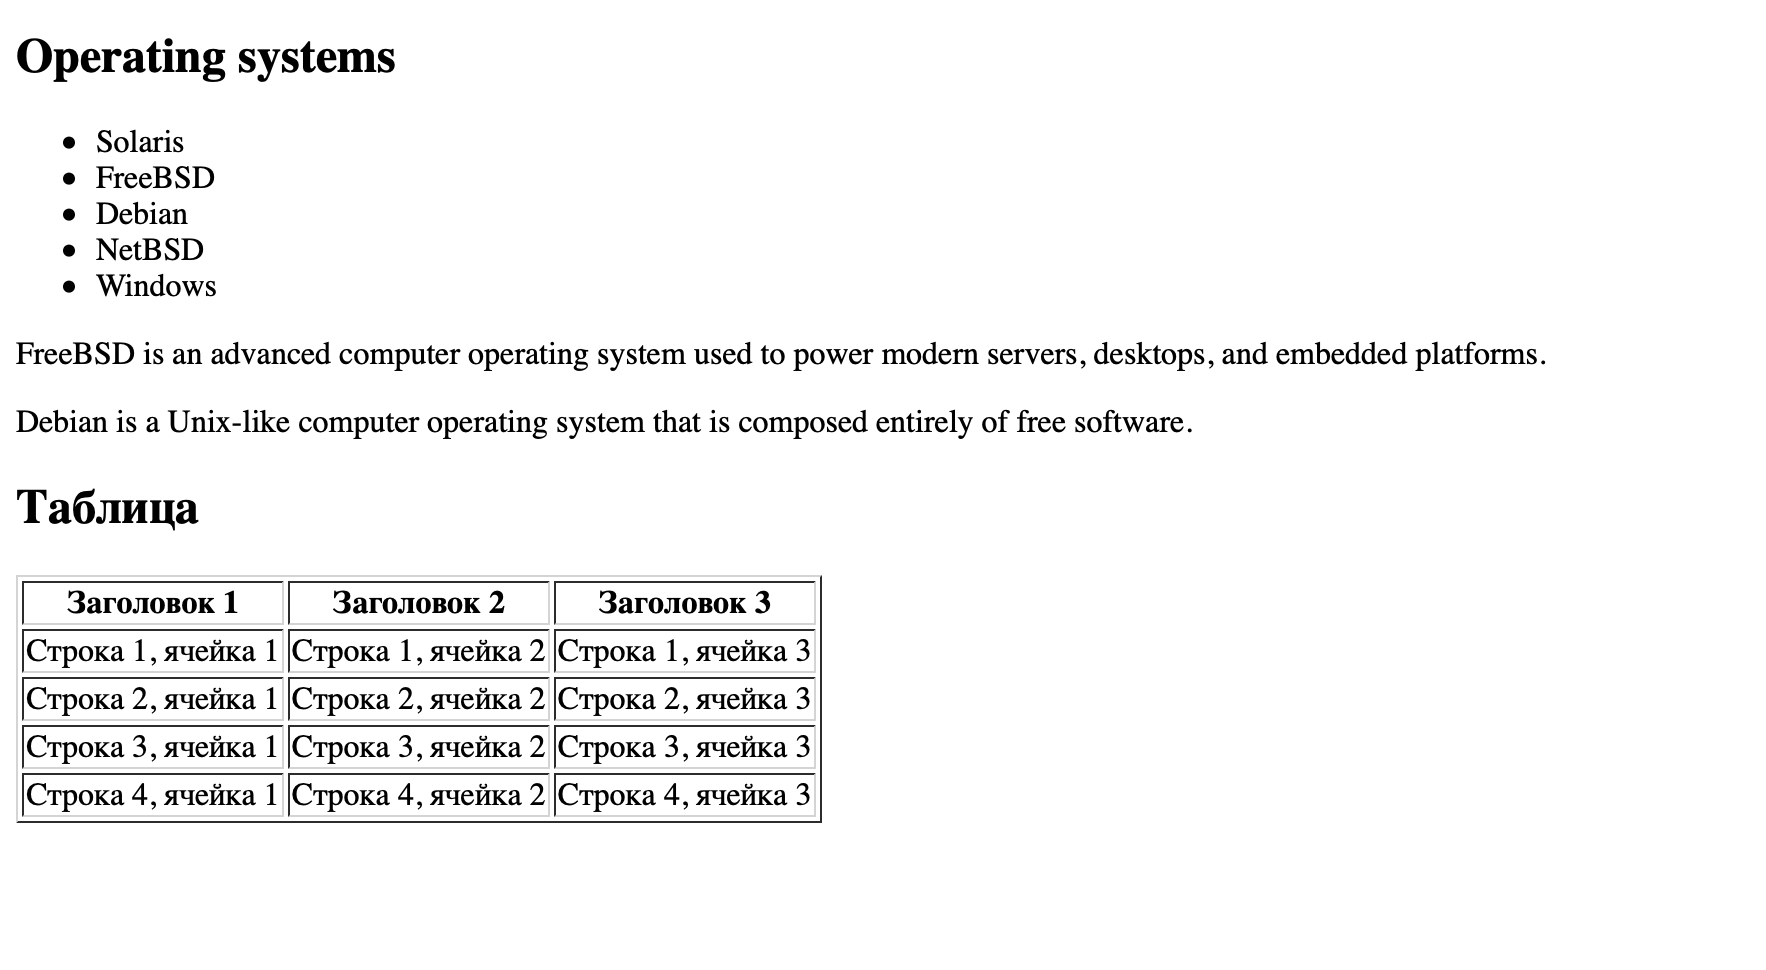 Operating systems
Solaris
FreeBSD
Debian
NetBSD
Windows
FreeBSD is an advanced computer operating system used to power modern servers, desktops, and embedded platforms.
Debian is a Unix-like computer operating system that is composed entirely of free software.
Таблица
Заголовок 1 Заголовок 2 Заголовок 3
Строка 1, ячейка 1 Строка 1, ячейка 2 Строка 1, ячейка 3
Строка 2, ячейка 1 Строка 2, ячейка 2 Строка 2, ячейка 3
Строка 3, ячейка 1 Строка 3, ячейка 2 Строка 3, ячейка 3
Строка 4, ячейка 1 Строка 4, ячейка 2 Строка 4, ячейка 3